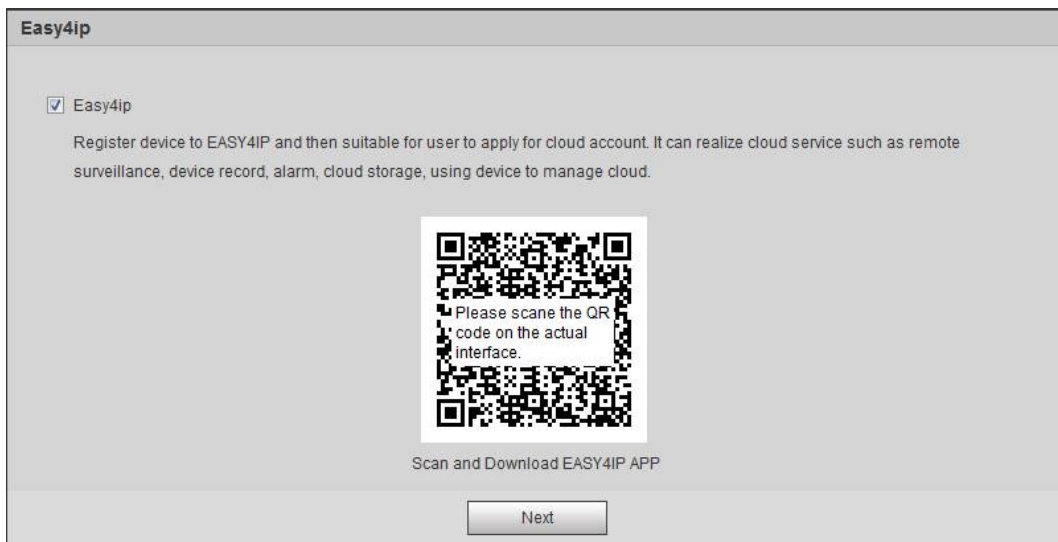 Easy4ip
Easy4ip
Register device to EASY4IP and then suitable for user to apply for cloud account. It can realize cloud service such as remote
surveillance, device record, alarm, cloud storage, using device to manage cloud.
Please scane the QR
code on the actual
interface.
Scan and Download EASY4IP APP
Next